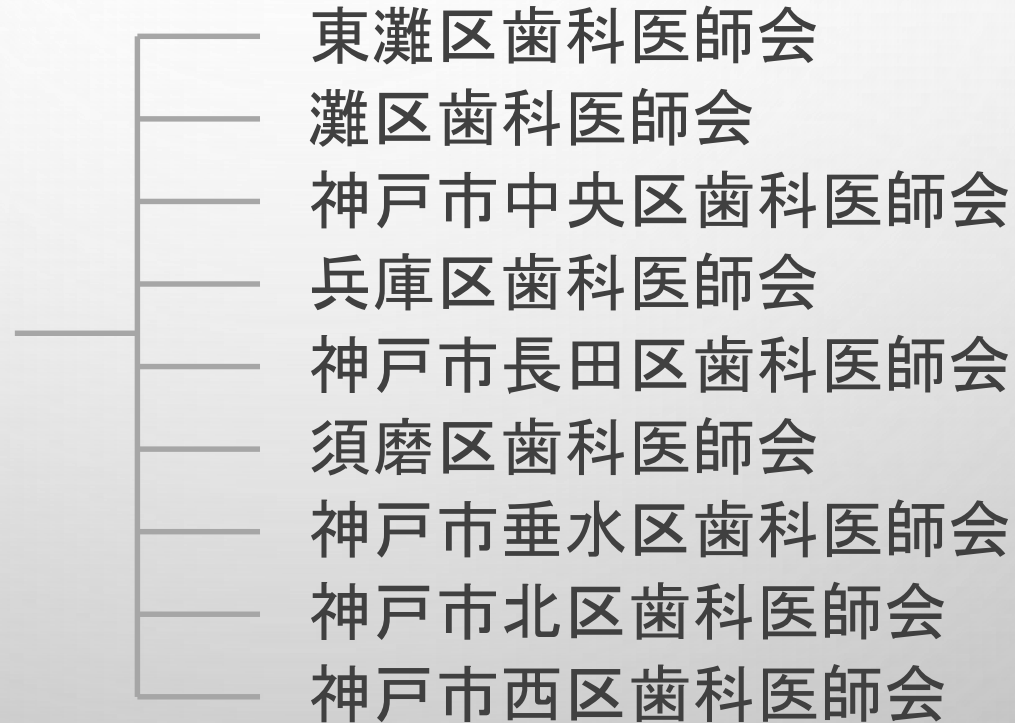 東灘区歯科医師会
灘区歯科医師会
神戸市中央区歯科医師会
兵庫区歯科医師会
神戸市長田区歯科医師会
須磨区歯科医師会
神戸市垂水区歯科医師会
神戸市北区歯科医師会
神戸市西区歯科医師会